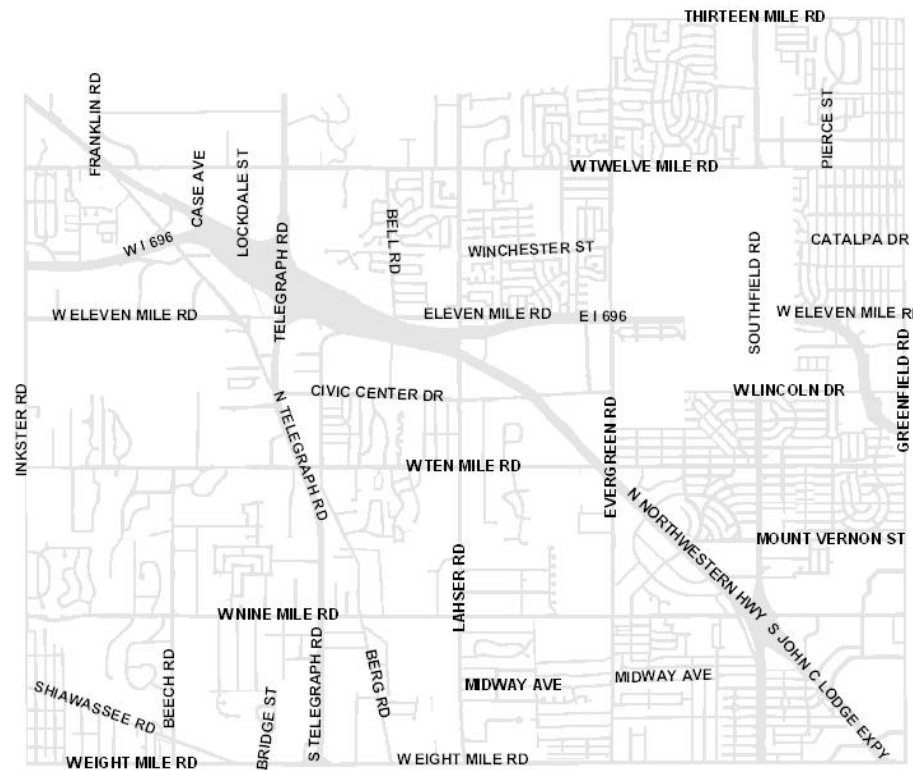 THIRTEEN MILE RD
FRANKLIN RD
PIERCE ST
CASE AVE
LOCKDALE ST
W TWELVE MILE RD
BELL RD
W I 696
WINCHESTER ST
CATALPA DR
TELEGRAPH RD
SOUTHFIELD RD
W ELEVEN MILE RD
ELEVEN MILE RD
E I 696
W ELEVEN MILE RD
GREENFIELD RD
CIVIC CENTER DR
W LINCOLN DR
INKSTER RD
N TELEGRAPH RD
EVERGREEN RD
W TEN MILE RD
N NORTHWESTERN HWY
MOUNT VERNON ST
LAHSER RD
W NINE MILE RD
S JOHN C LODGE EXPY
BEECH RD
S TELEGRAPH RD
BERG RD
MIDWAY AVE
MIDWAY AVE
SHIAWASSEE RD
BRIDGE ST
W EIGHT MILE RD
W EIGHT MILE RD